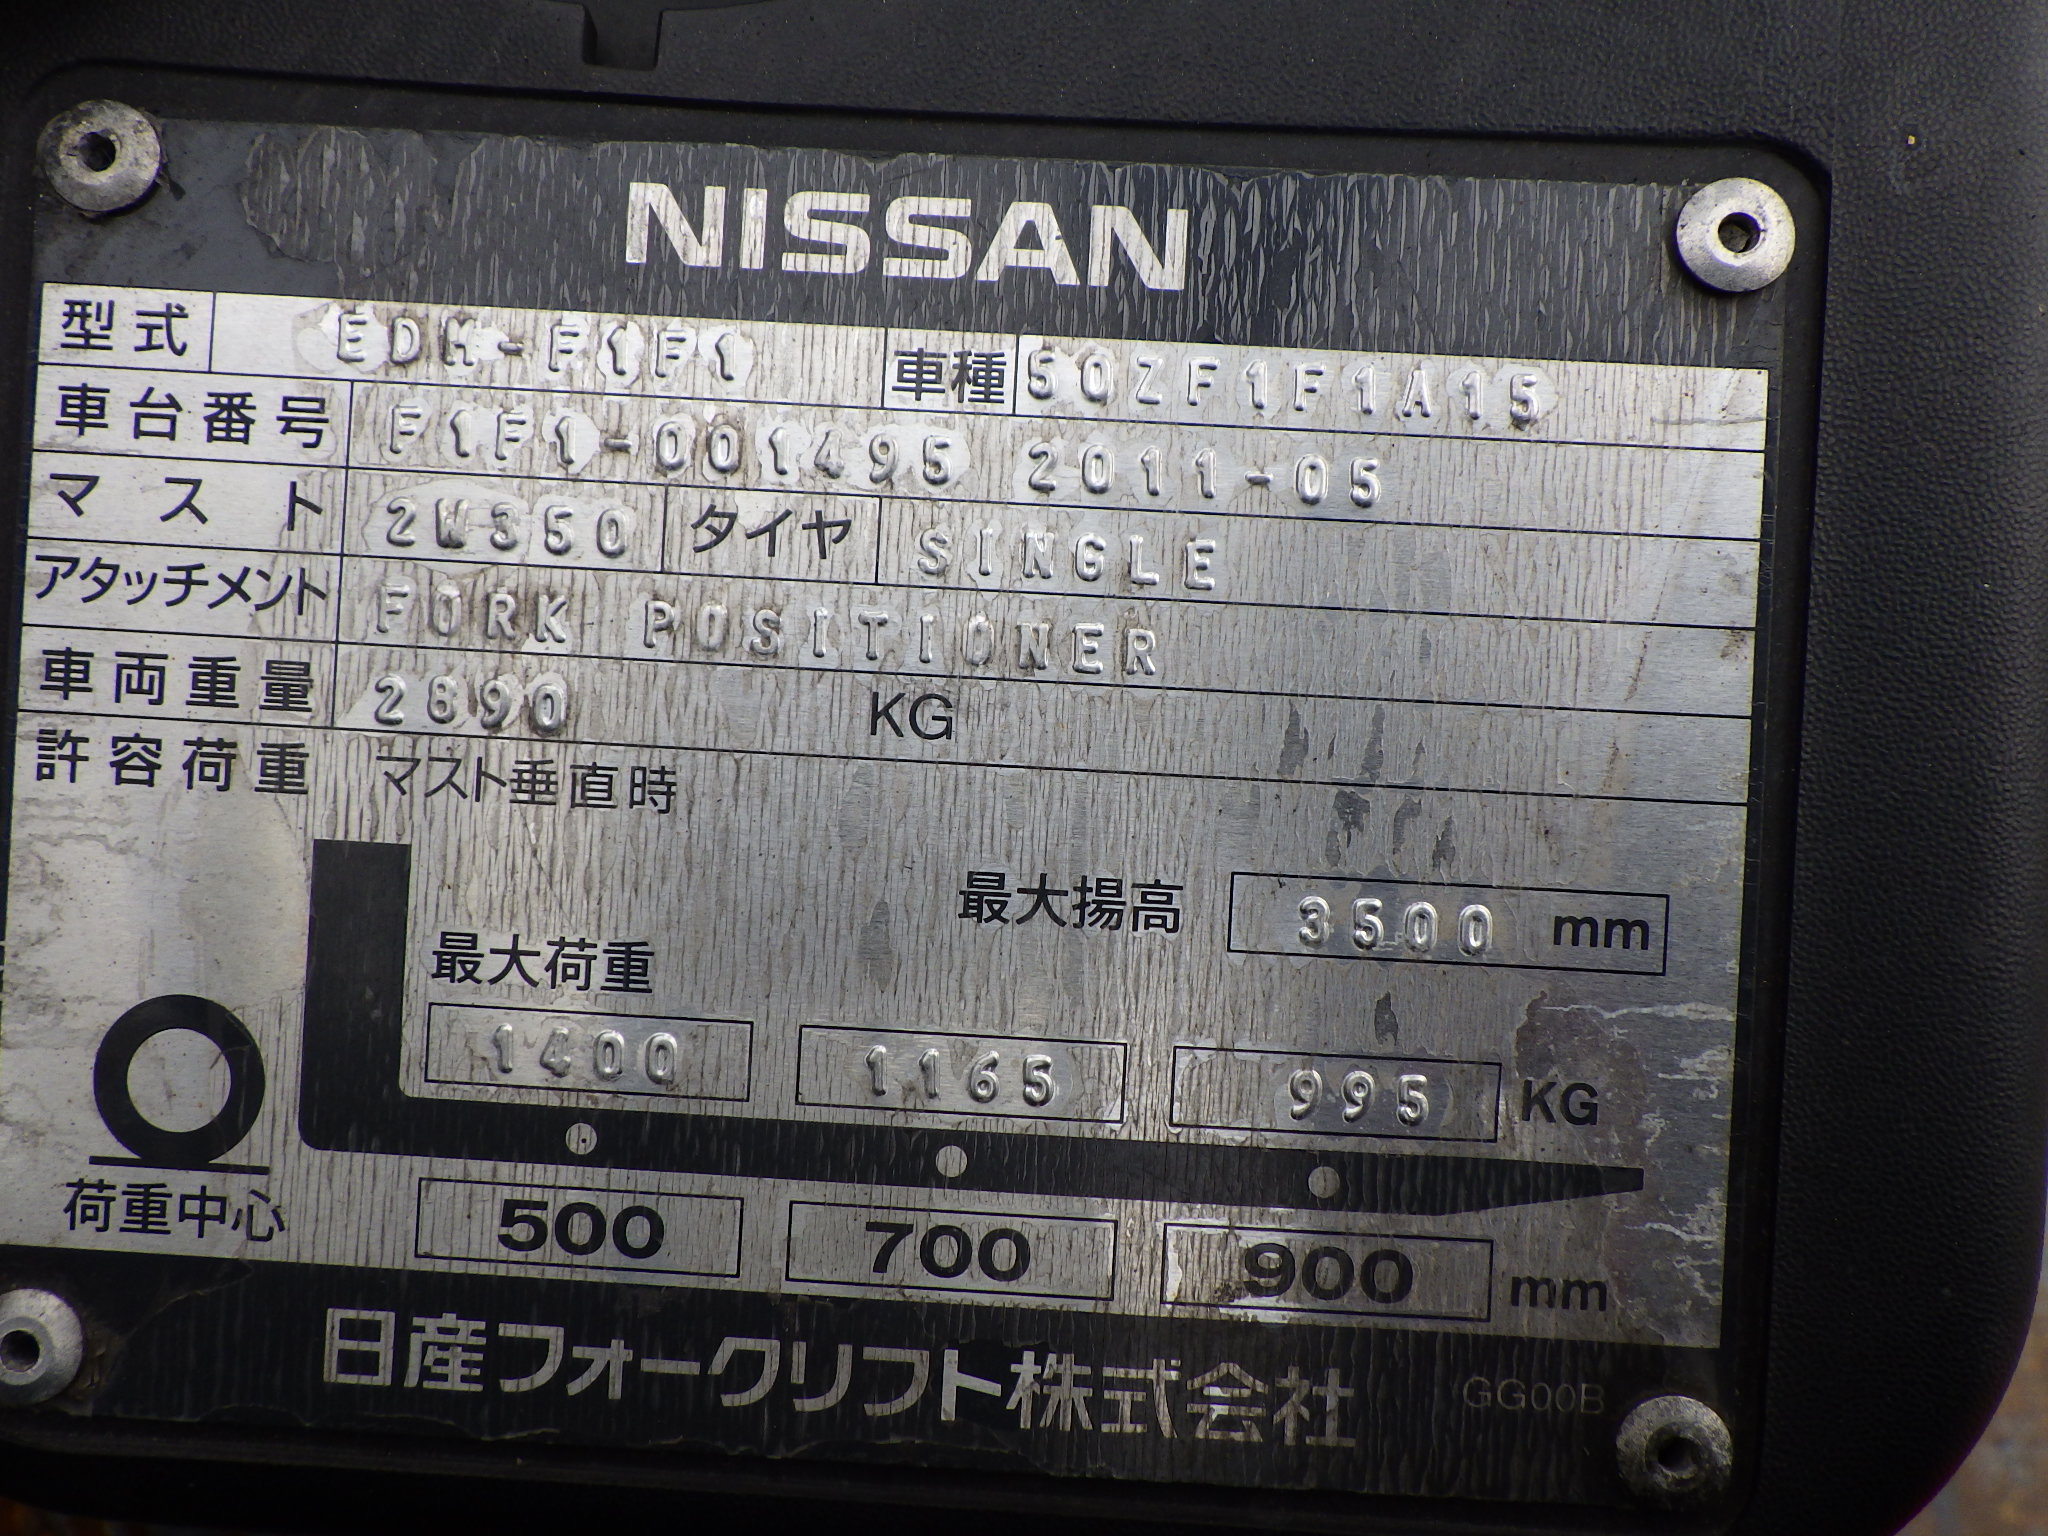 NISSAN
型式 EDM-F1F1 車種 50ZF1F1A15
車台番号 F1F1-001495 2011-05
マスト 2W350 タイヤ SINGLE
アタッチメント FORK POSITIONER
車両重量 2890 KG
許容荷重 マスト垂直時
最大揚高 3500 mm
最大荷重
1400 1165 995 KG
荷重中心 500 700 900 mm
日産フォークリフト株式会社 GG00B